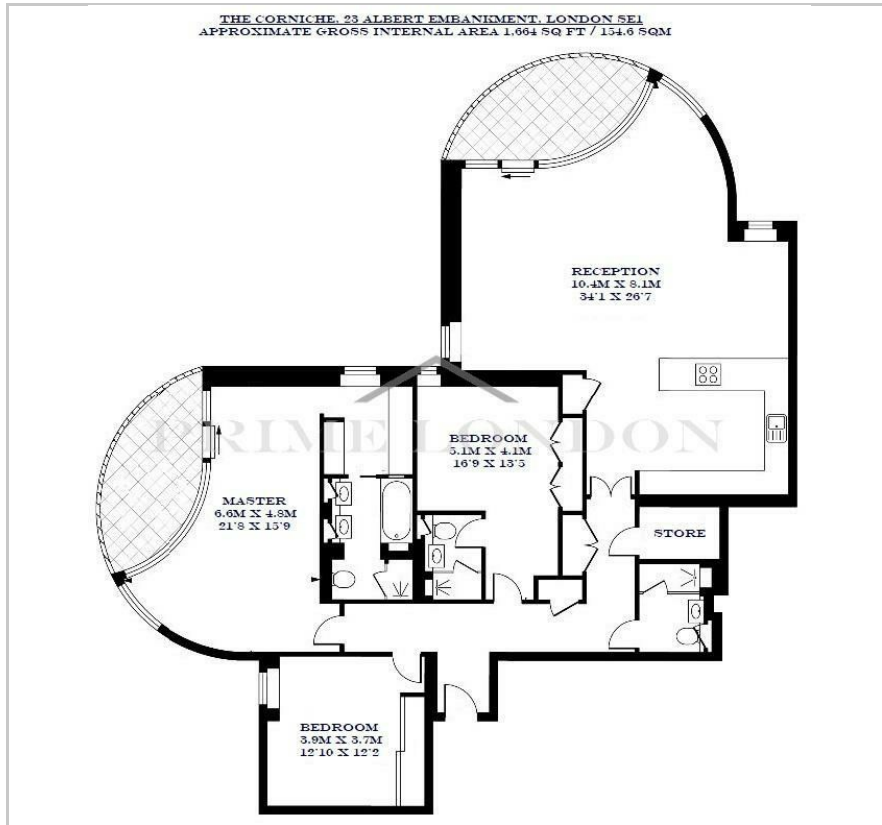 THE CORNICHE, 23 ALBERT EMBANKMENT, LONDON SE1
APPROXIMATE GROSS INTERNAL AREA 1,664 SQ FT / 154.6 SQM
RECEPTION
10.4M X 8.1M
34'1 X 26'7
PRIME LONDON
BEDROOM
5.1M X 4.1M
16'9 X 13'5
MASTER
6.6M X 4.8M
21'8 X 15'9
STORE
BEDROOM
3.9M X 3.7M
12'10 X 12'2